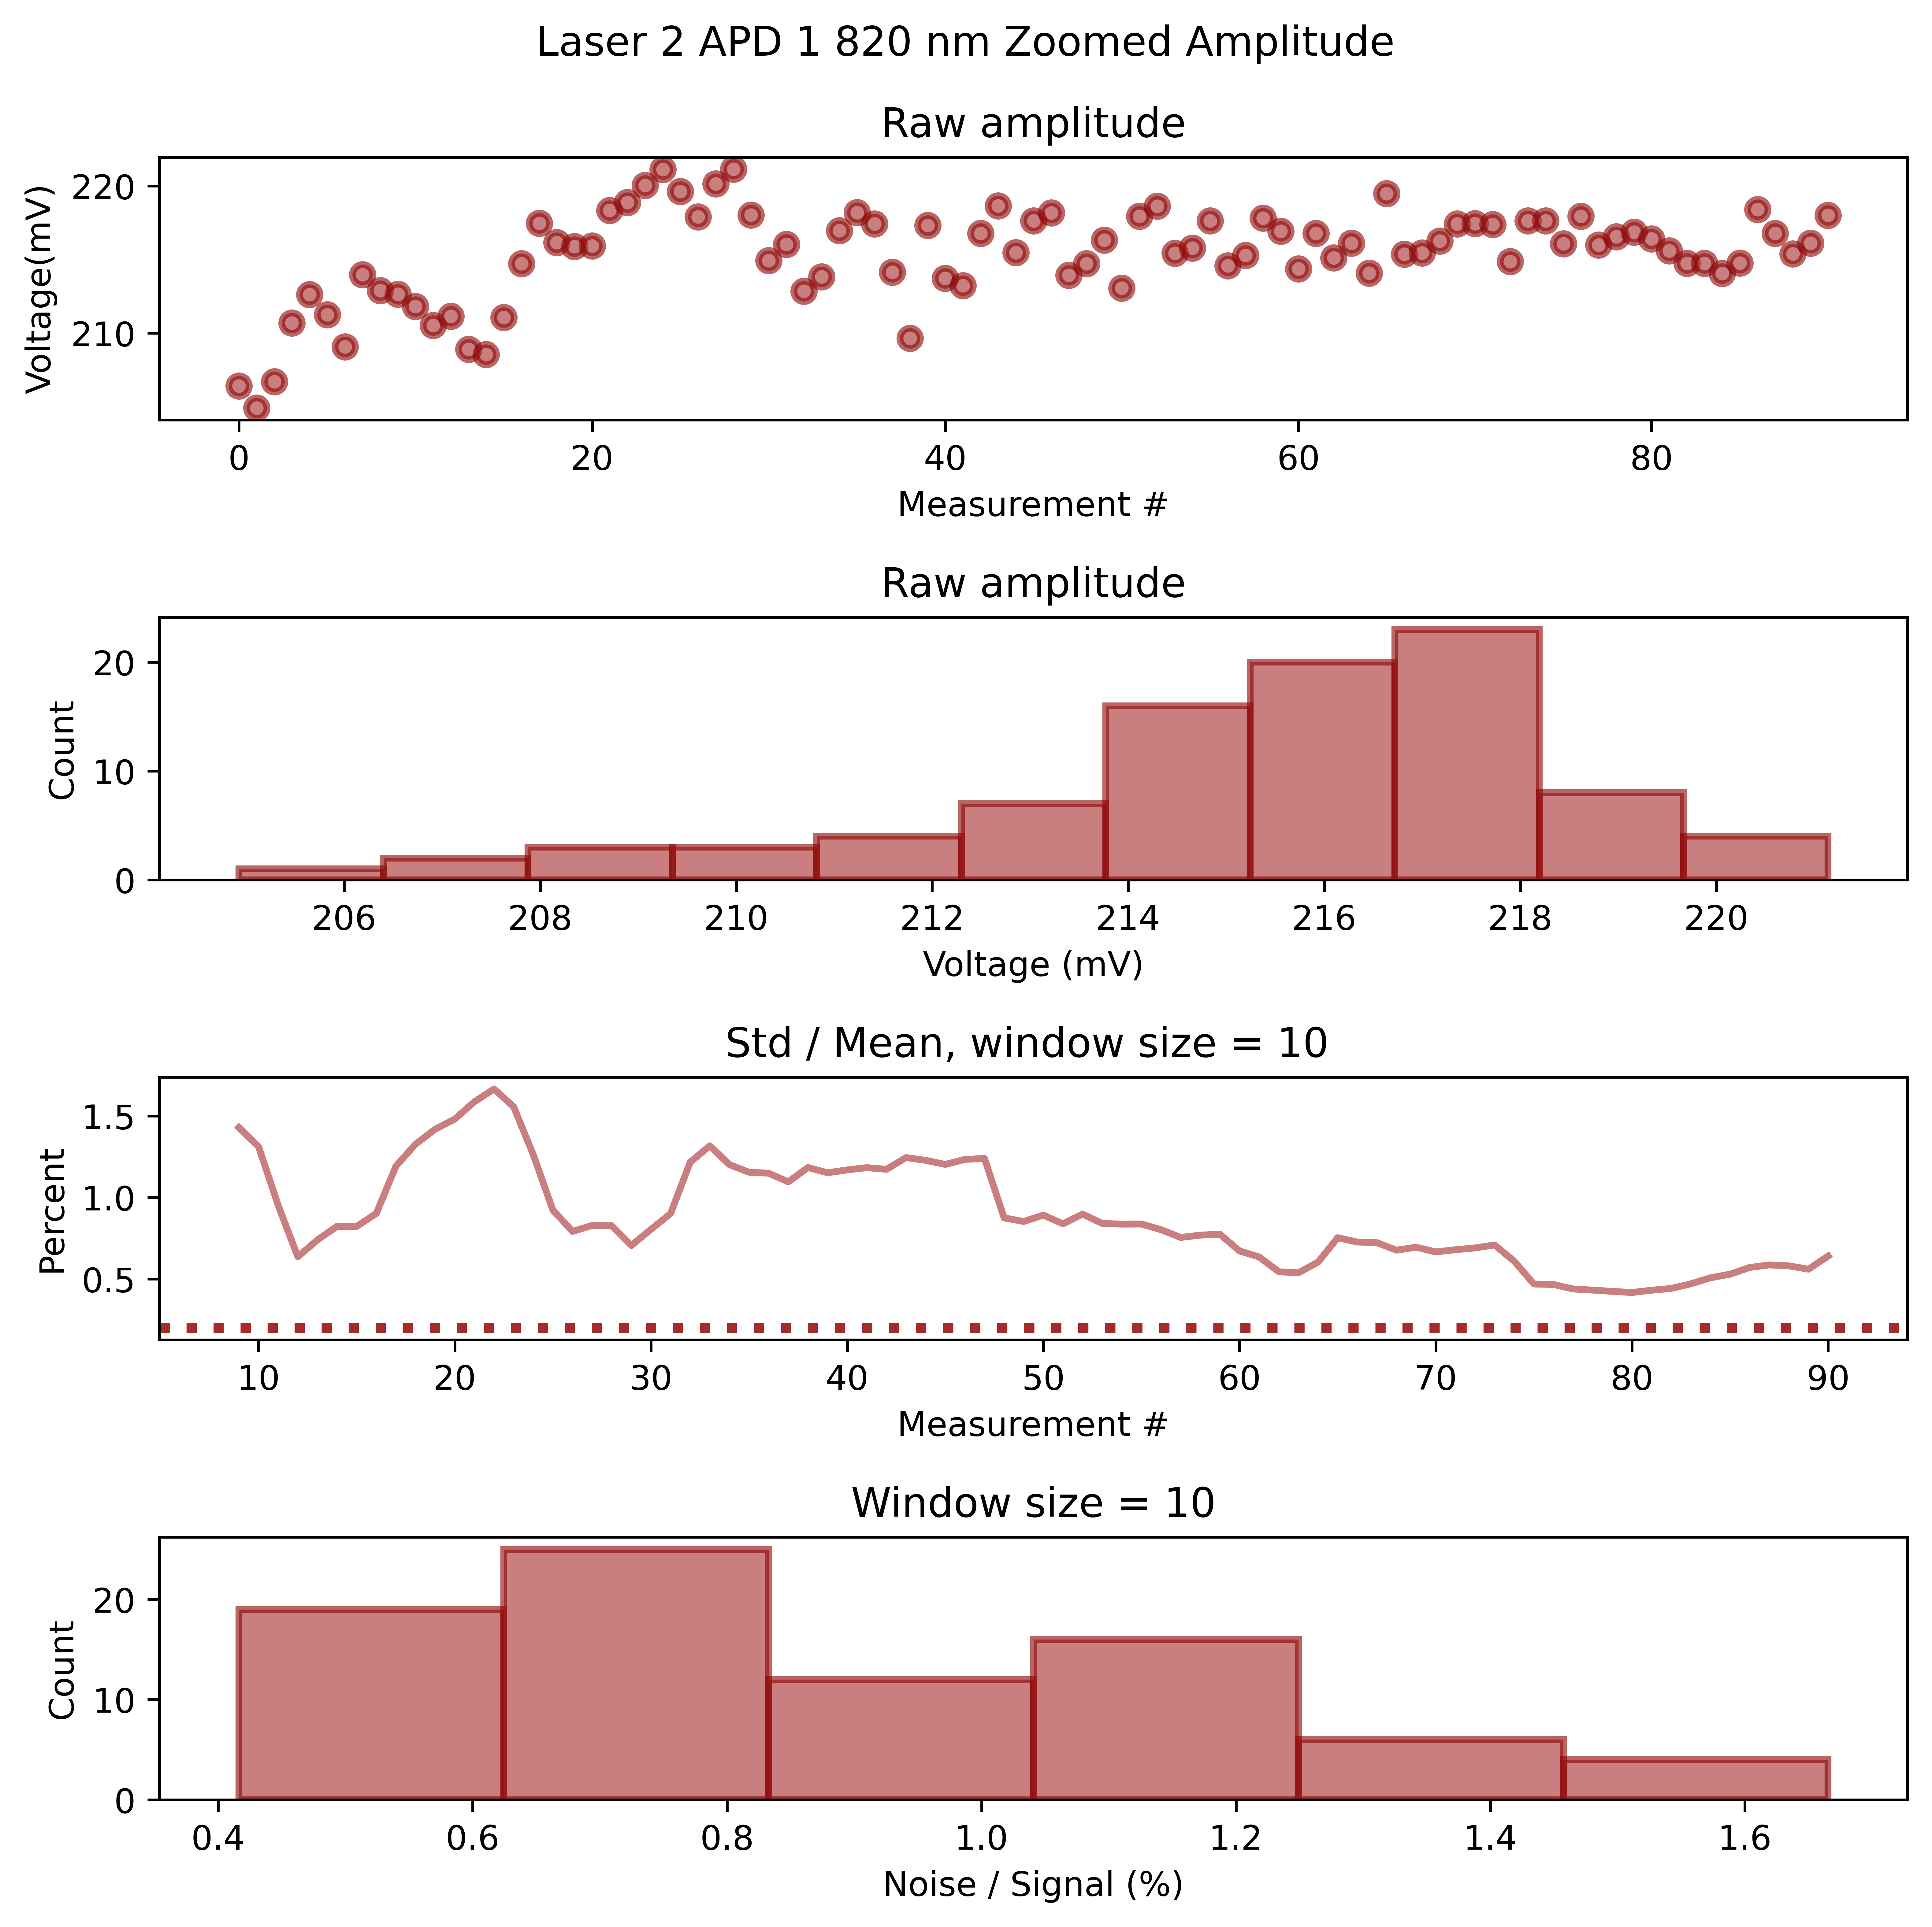 Laser 2 APD 1 820 nm Zoomed Amplitude
Raw amplitude
Voltage(mV)
220
210
0 20 40 60 80
Measurement #
Raw amplitude
Count
20
10
0
206 208 210 212 214 216 218 220
Voltage (mV)
Std / Mean, window size = 10
Percent
1.5
1.0
0.5
10 20 30 40 50 60 70 80 90
Measurement #
Window size = 10
Count
20
10
0
0.4 0.6 0.8 1.0 1.2 1.4 1.6
Noise / Signal (%)